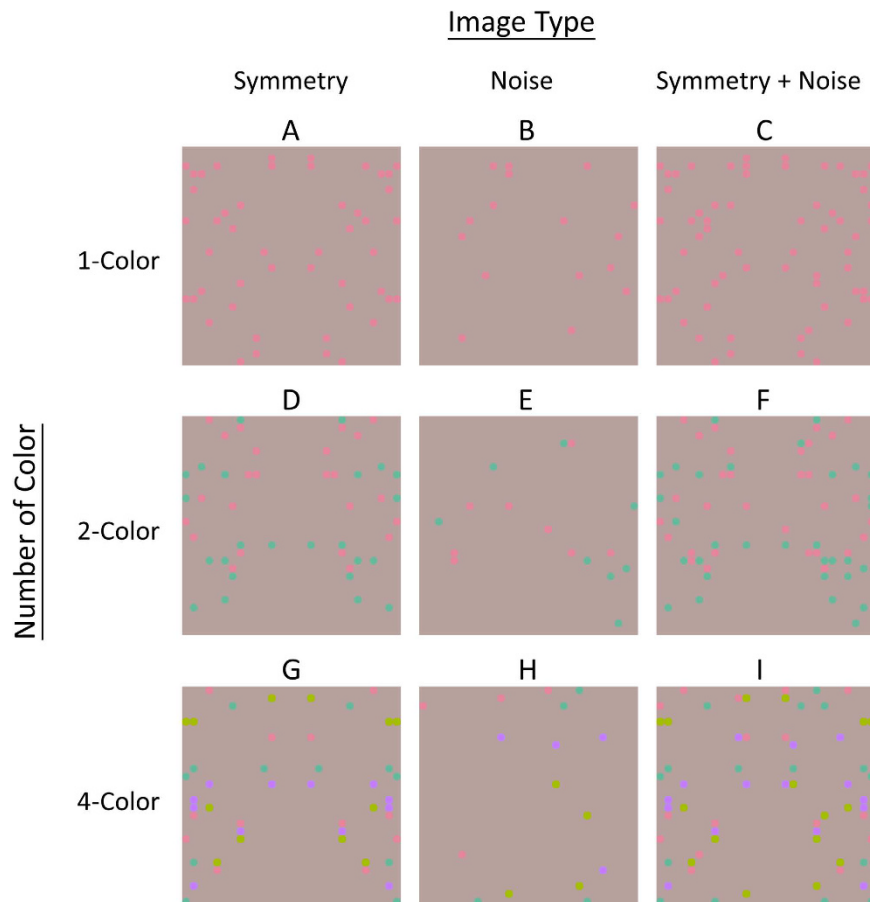 Image Type
Symmetry
Noise
Symmetry + Noise
A
B
C
1-Color
D
E
F
Number of Color
2-Color
G
H
I
4-Color